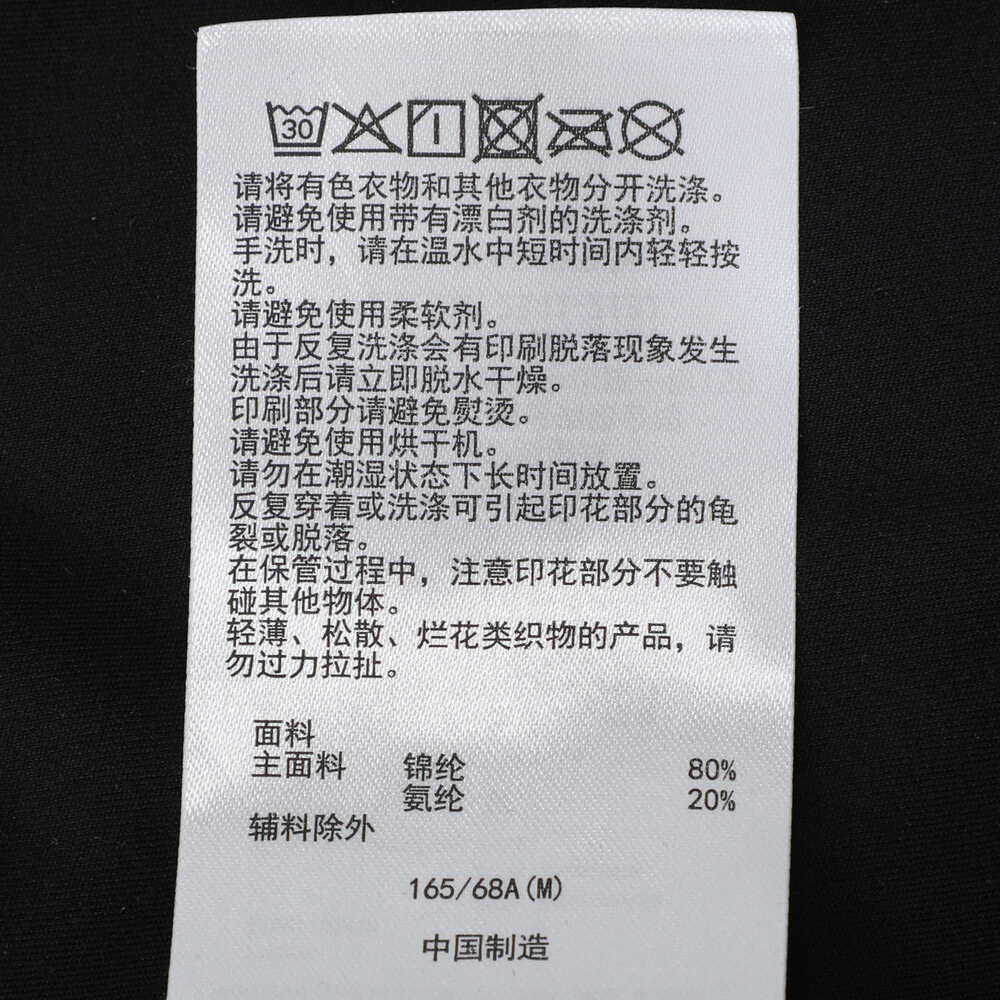 30
请将有色衣物和其他衣物分开洗涤。
请避免使用带有漂白剂的洗涤剂。
手洗时，请在温水中短时间内轻轻按
洗。
请避免使用柔软剂。
由于反复洗涤会有印刷脱落现象发生
洗涤后请立即脱水干燥。
印刷部分请避免熨烫。
请避免使用烘干机。
请勿在潮湿状态下长时间放置。
反复穿着或洗涤可引起印花部分的龟
裂或脱落。
在保管过程中，注意印花部分不要触
碰其他物体。
轻薄、松散、烂花类织物的产品，请
勿过力拉扯。
面料
主面料 锦纶 80%
氨纶 20%
辅料除外
165/68A(M)
中国制造